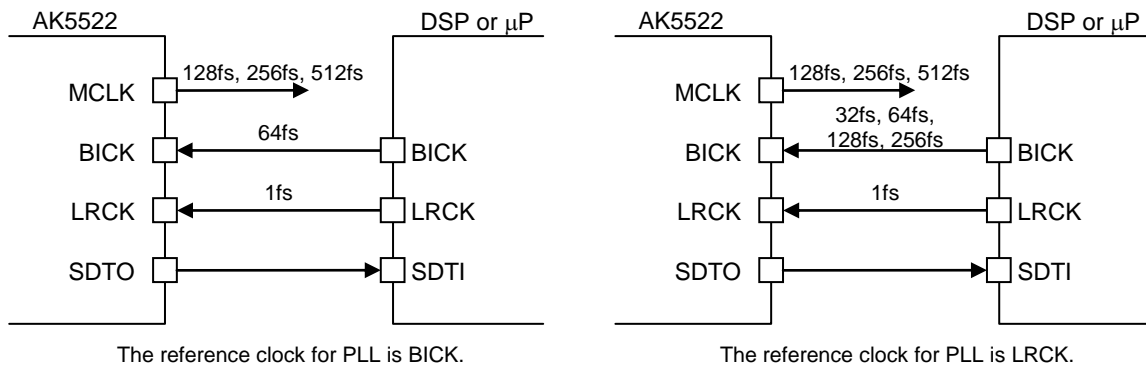 AK5522
DSP or μP
128fs, 256fs, 512fs
MCLK
64fs
BICK
BICK
1fs
LRCK
LRCK
SDTO
SDTI
The reference clock for PLL is BICK.
AK5522
DSP or μP
128fs, 256fs, 512fs
MCLK
32fs, 64fs,
128fs, 256fs
BICK
BICK
1fs
LRCK
LRCK
SDTO
SDTI
The reference clock for PLL is LRCK.